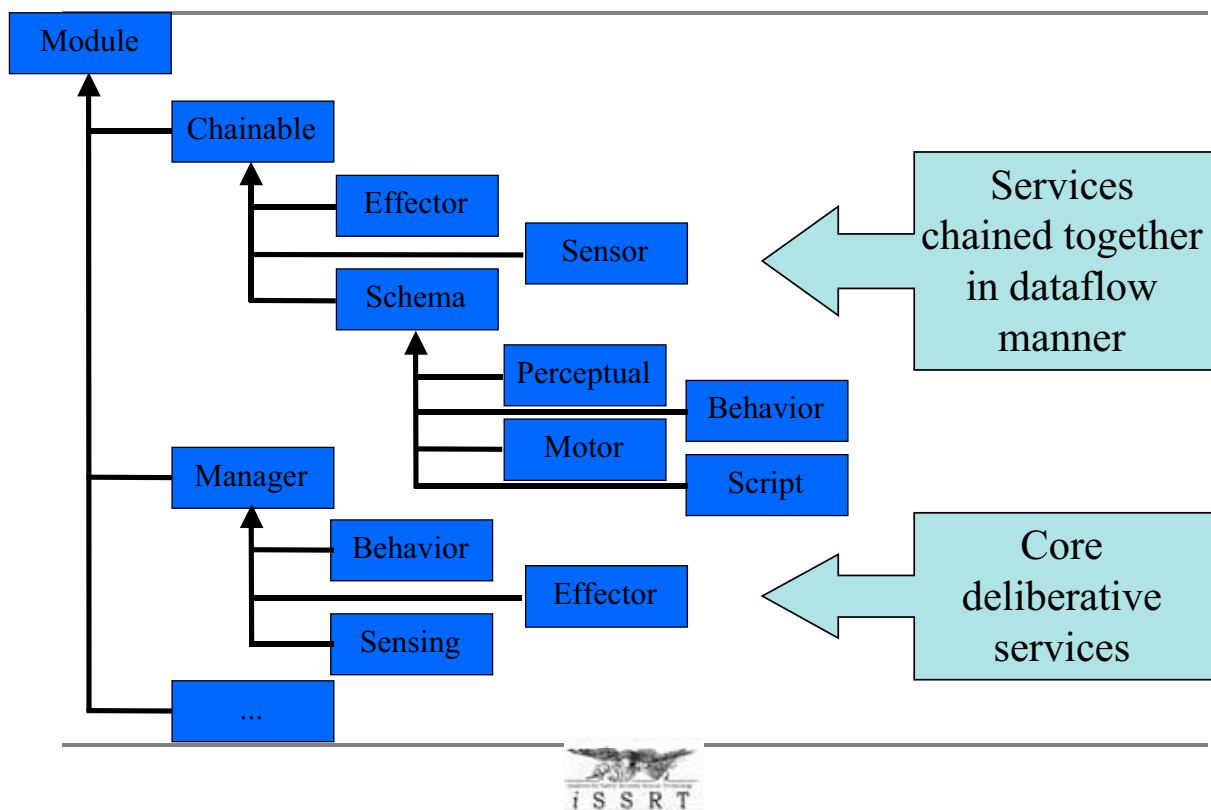 Module
Chainable
Effector
Sensor
Schema
Perceptual
Behavior
Motor
Script
Manager
Behavior
Effector
Sensing
...
Services
chained together
in dataflow
manner
Core
deliberative
services
i S S R T